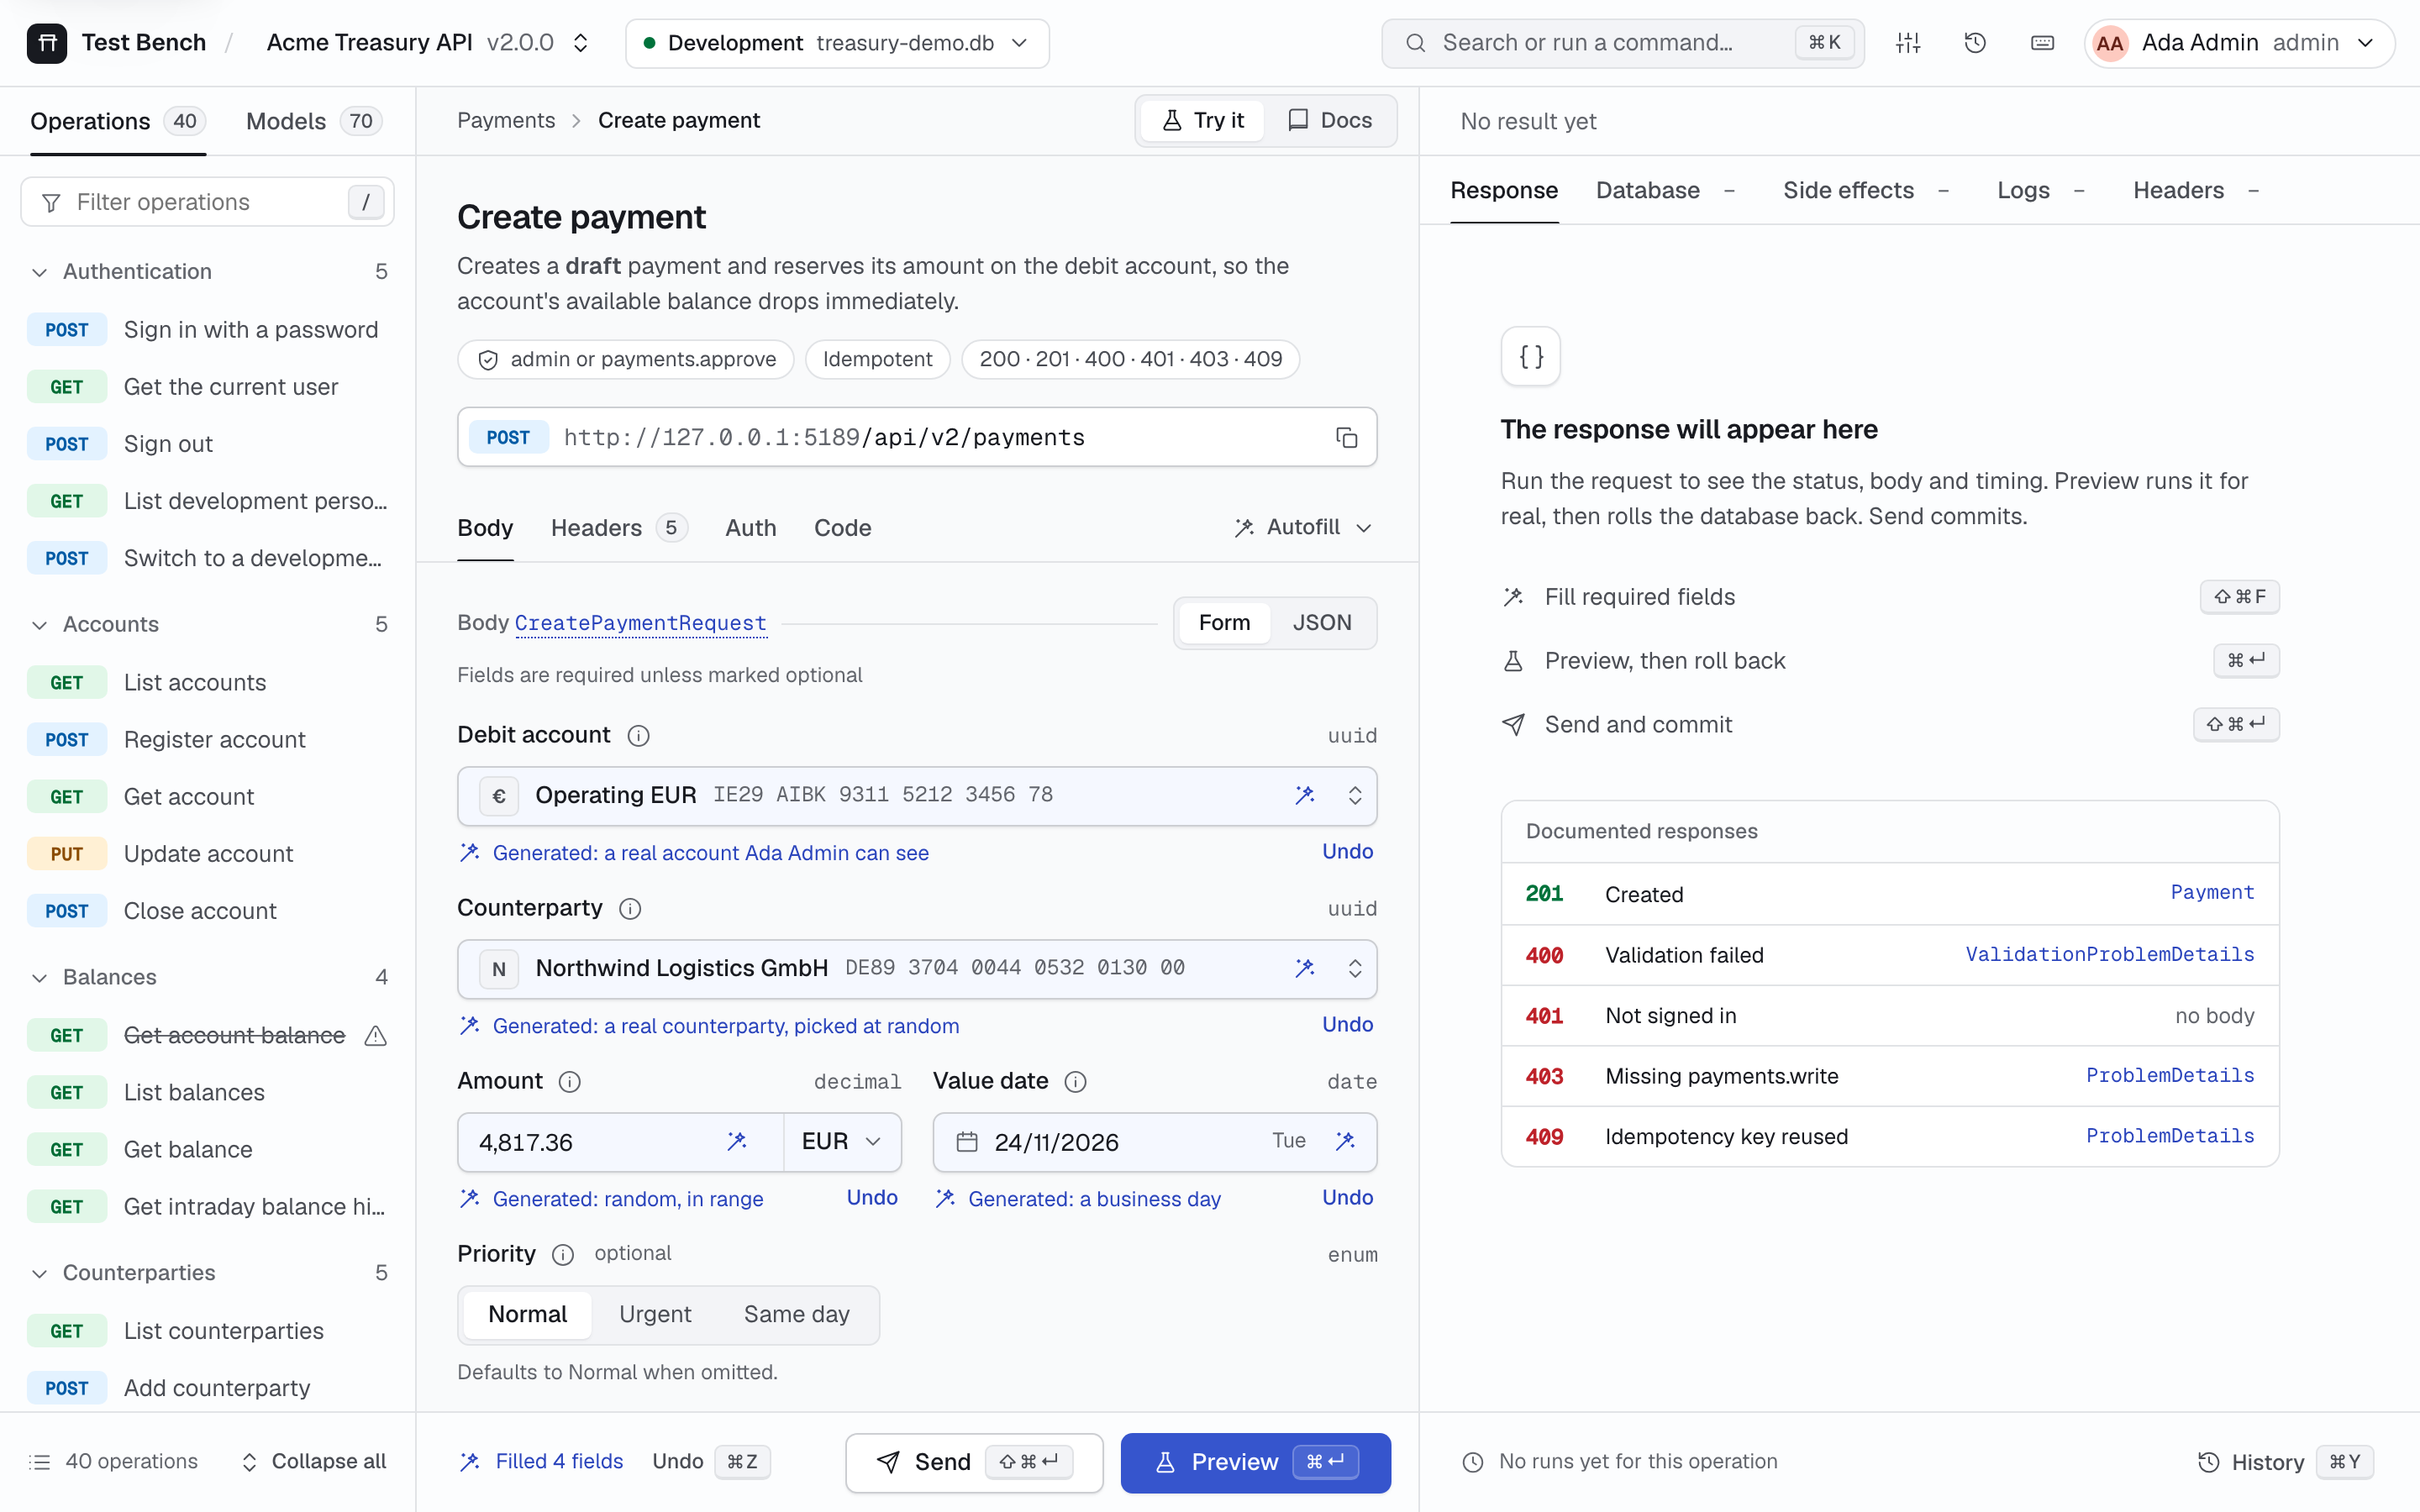 Test Bench / Acme Treasury API v2.0.0
Development treasury-demo.db
Search or run a command... ⌘K
AA Ada Admin admin
Operations 40 Models 70
Filter operations /
Authentication 5
POST Sign in with a password
GET Get the current user
POST Sign out
GET List development perso...
POST Switch to a developme...
Accounts 5
GET List accounts
POST Register account
GET Get account
PUT Update account
POST Close account
Balances 4
GET Get account balance
GET List balances
GET Get balance
GET Get intraday balance hi...
Counterparties 5
GET List counterparties
POST Add counterparty
40 operations Collapse all
Payments > Create payment
Try it Docs
Create payment
Creates a draft payment and reserves its amount on the debit account, so the
account's available balance drops immediately.
admin or payments.approve Idempotent 200 · 201 · 400 · 401 · 403 · 409
POST http://127.0.0.1:5189/api/v2/payments
Body Headers 5 Auth Code Autofill
Body CreatePaymentRequest Form JSON
Fields are required unless marked optional
Debit account uuid
€ Operating EUR IE29 AIBK 9311 5212 3456 78
Generated: a real account Ada Admin can see Undo
Counterparty uuid
N Northwind Logistics GmbH DE89 3704 0044 0532 0130 00
Generated: a real counterparty, picked at random Undo
Amount decimal Value date date
4,817.36 EUR 24/11/2026 Tue
Generated: random, in range Undo Generated: a business day Undo
Priority optional enum
Normal Urgent Same day
Defaults to Normal when omitted.
Filled 4 fields Undo ⌘Z Send ⇧⌘↵ Preview ⌘↵
No result yet
Response Database – Side effects – Logs – Headers –
{}
The response will appear here
Run the request to see the status, body and timing. Preview runs it for
real, then rolls the database back. Send commits.
Fill required fields ⇧⌘F
Preview, then roll back ⌘↵
Send and commit ⇧⌘↵
Documented responses
201 Created Payment
400 Validation failed ValidationProblemDetails
401 Not signed in no body
403 Missing payments.write ProblemDetails
409 Idempotency key reused ProblemDetails
No runs yet for this operation History ⌘Y